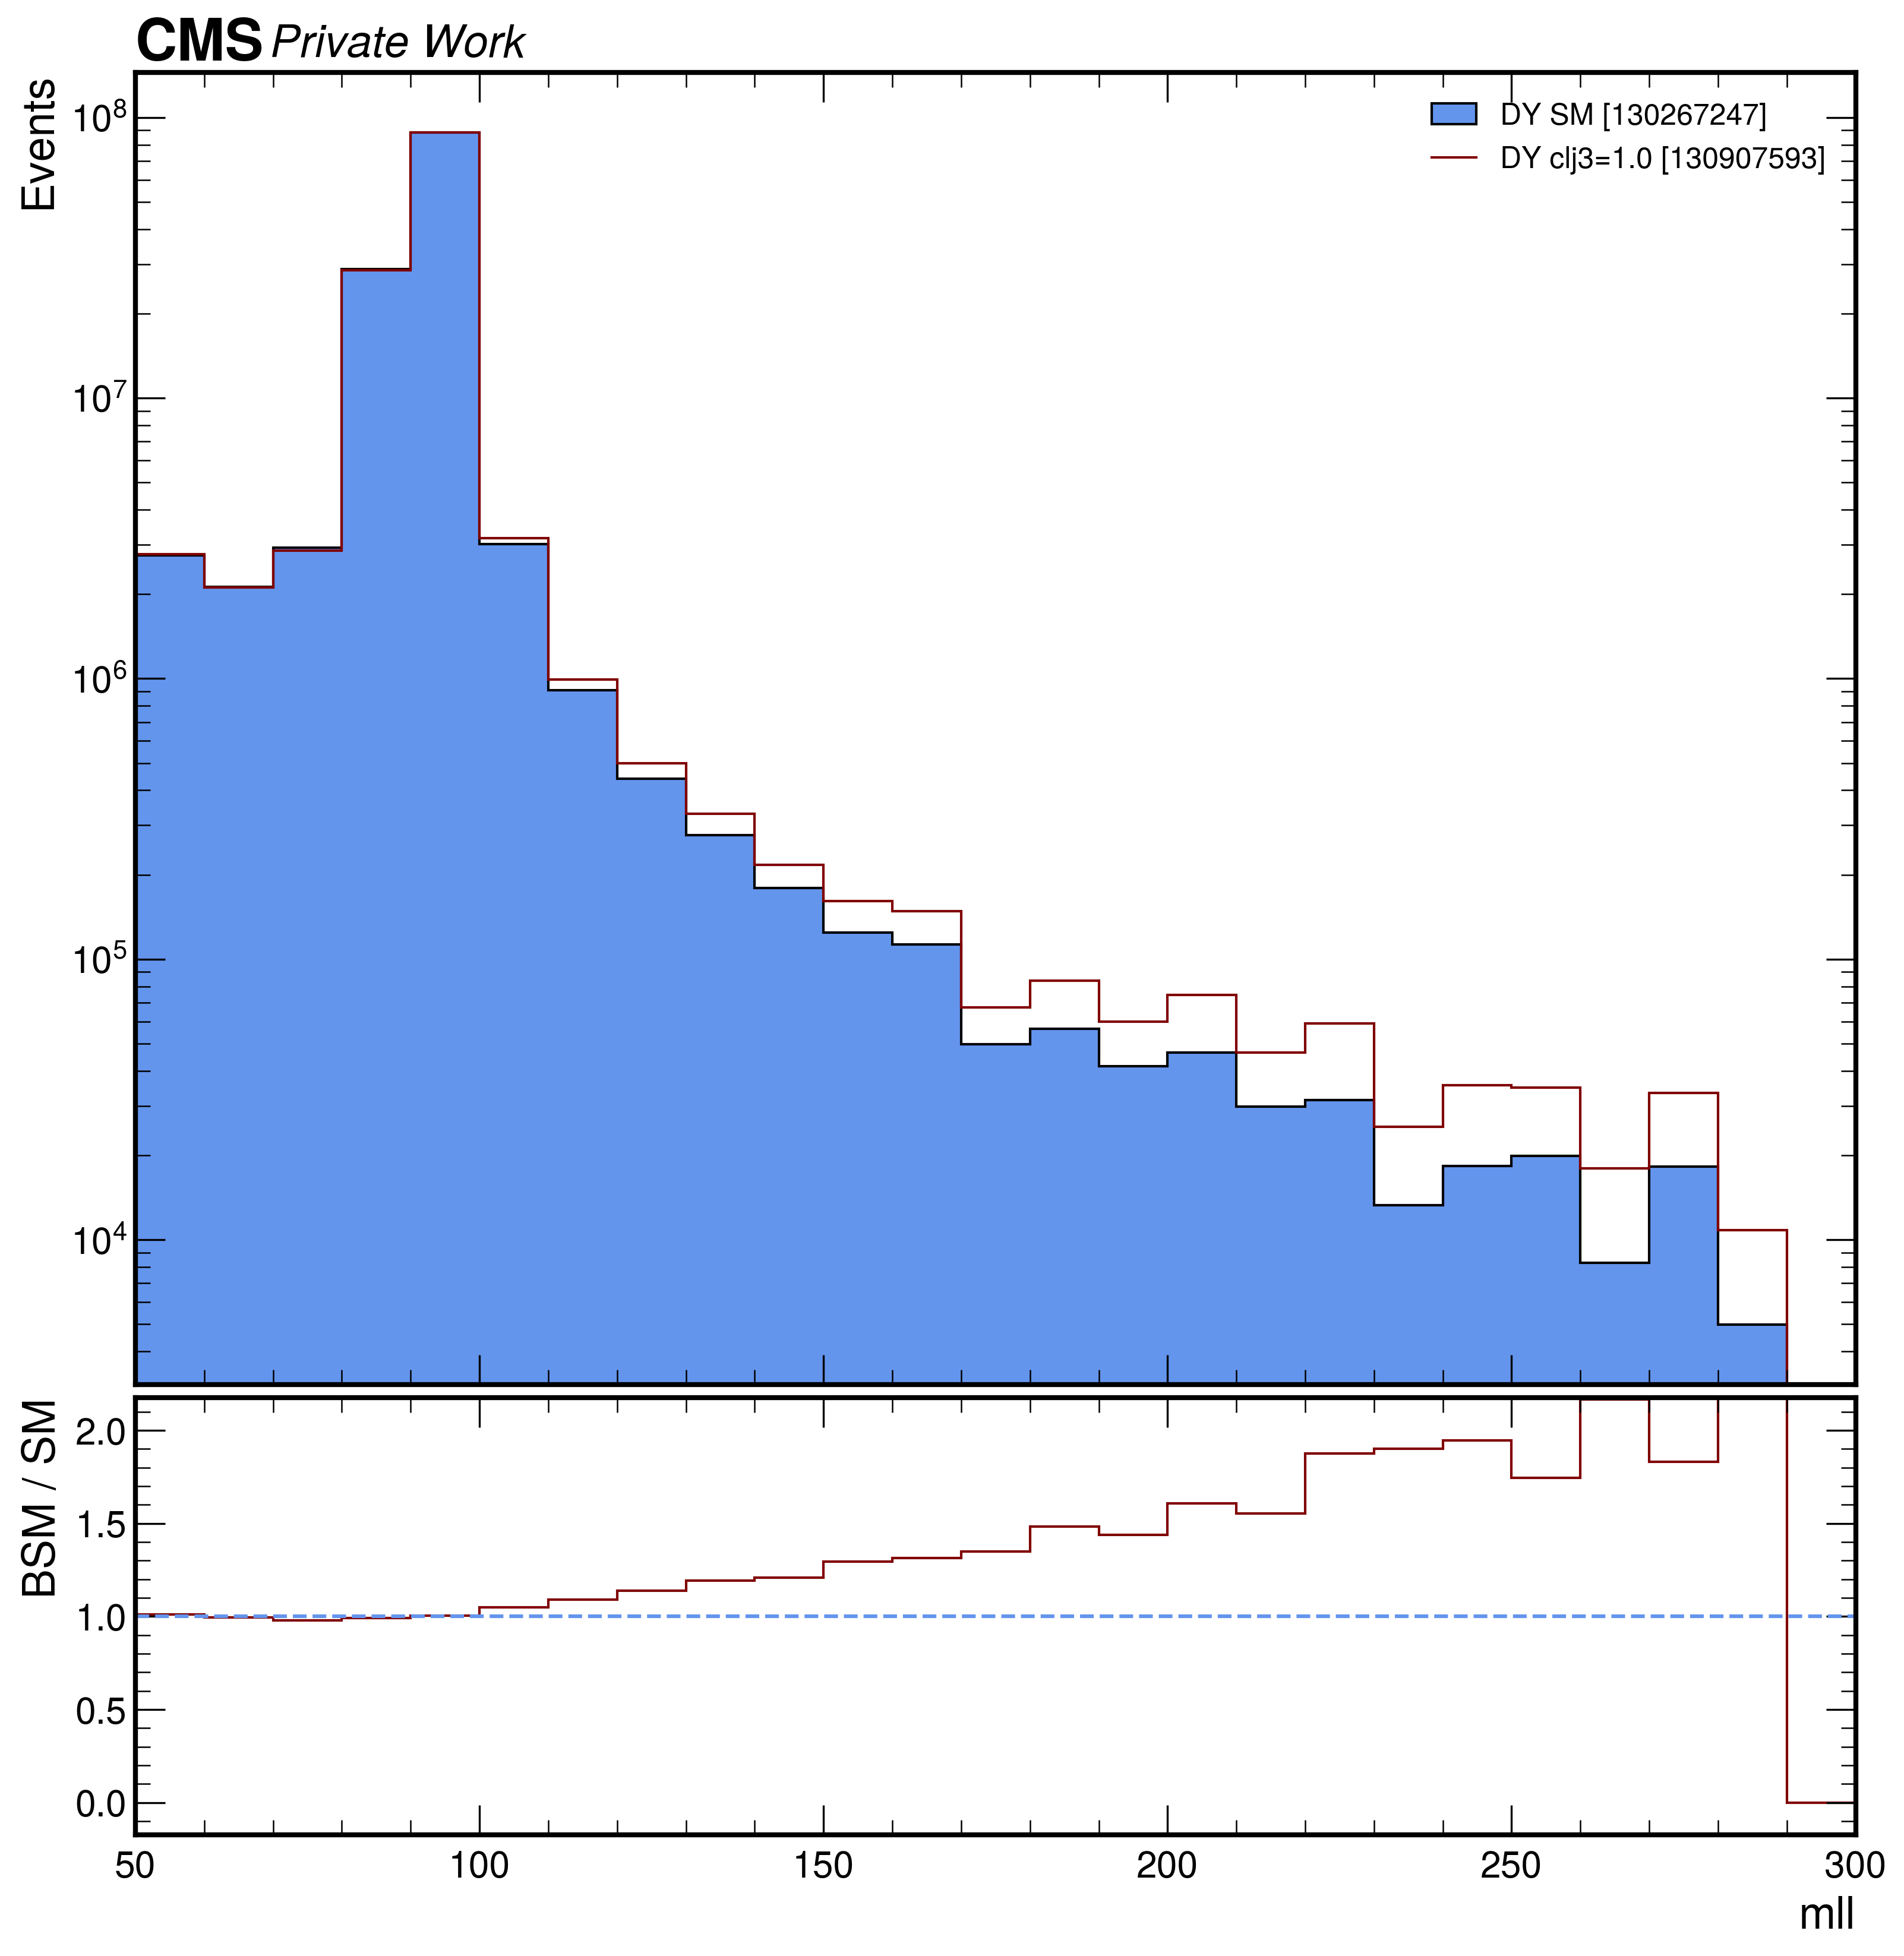 CMS Private Work
Events
10^8
10^7
10^6
10^5
10^4
DY SM [130267247]
DY clj3=1.0 [130907593]
BSM / SM
2.0
1.5
1.0
0.5
0.0
50 100 150 200 250 300
mll